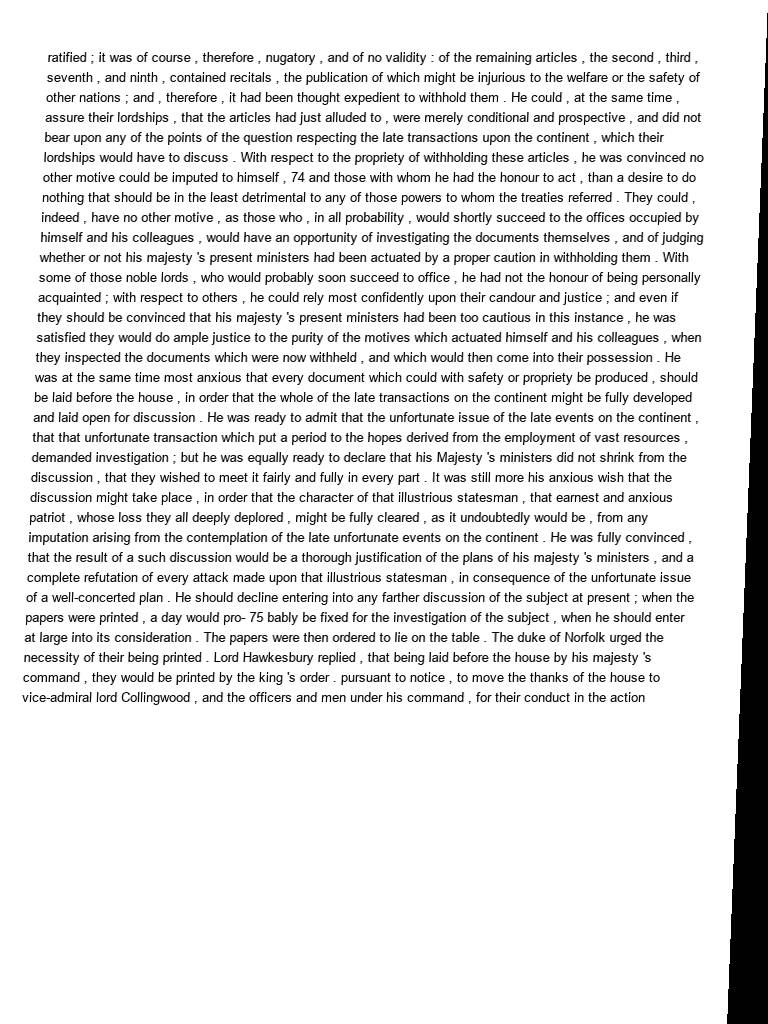 ratified ; it was of course , therefore , nugatory , and of no validity : of the remaining articles , the second , third ,
seventh , and ninth , contained recitals , the publication of which might be injurious to the welfare or the safety of
other nations ; and , therefore , it had been thought expedient to withhold them . He could , at the same time ,
assure their lordships , that the articles had just alluded to , were merely conditional and prospective , and did not
bear upon any of the points of the question respecting the late transactions upon the continent , which their
lordships would have to discuss . With respect to the propriety of withholding these articles , he was convinced no
other motive could be imputed to himself , 74 and those with whom he had the honour to act , than a desire to do
nothing that should be in the least detrimental to any of those powers to whom the treaties referred . They could ,
indeed , have no other motive , as those who , in all probability , would shortly succeed to the offices occupied by
himself and his colleagues , would have an opportunity of investigating the documents themselves , and of judging
whether or not his majesty 's present ministers had been actuated by a proper caution in withholding them . With
some of those noble lords , who would probably soon succeed to office , he had not the honour of being personally
acquainted ; with respect to others , he could rely most confidently upon their candour and justice ; and even if
they should be convinced that his majesty 's present ministers had been too cautious in this instance , he was
satisfied they would do ample justice to the purity of the motives which actuated himself and his colleagues , when
they inspected the documents which were now withheld , and which would then come into their possession . He
was at the same time most anxious that every document which could with safety or propriety be produced , should
be laid before the house , in order that the whole of the late transactions on the continent might be fully developed
and laid open for discussion . He was ready to admit that the unfortunate issue of the late events on the continent ,
that that unfortunate transaction which put a period to the hopes derived from the employment of vast resources ,
demanded investigation ; but he was equally ready to declare that his Majesty 's ministers did not shrink from the
discussion , that they wished to meet it fairly and fully in every part . It was still more his anxious wish that the
discussion might take place , in order that the character of that illustrious statesman , that earnest and anxious
patriot , whose loss they all deeply deplored , might be fully cleared , as it undoubtedly would be , from any
imputation arising from the contemplation of the late unfortunate events on the continent . He was fully convinced ,
that the result of a such discussion would be a thorough justification of the plans of his majesty 's ministers , and a
complete refutation of every attack made upon that illustrious statesman , in consequence of the unfortunate issue
of a well-concerted plan . He should decline entering into any farther discussion of the subject at present ; when the
papers were printed , a day would pro- 75 bably be fixed for the investigation of the subject , when he should enter
at large into its consideration . The papers were then ordered to lie on the table . The duke of Norfolk urged the
necessity of their being printed . Lord Hawkesbury replied , that being laid before the house by his majesty 's
command , they would be printed by the king 's order . pursuant to notice , to move the thanks of the house to
vice-admiral lord Collingwood , and the officers and men under his command , for their conduct in the action